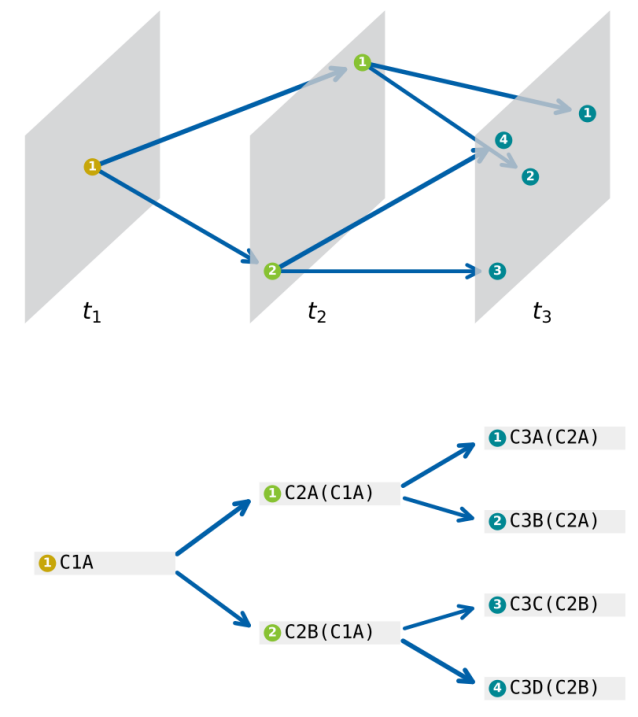 1
1
4
1
2
2
3
t₁ t₂ t₃
1 C3A(C2A)
1 C2A(C1A)
2 C3B(C2A)
1 C1A
3 C3C(C2B)
2 C2B(C1A)
4 C3D(C2B)